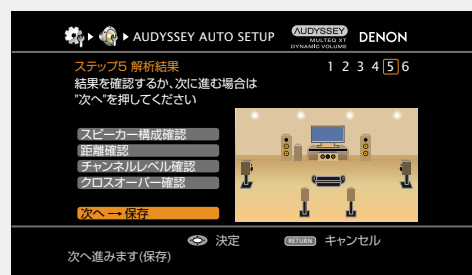 AUDYSSEY AUTO SETUP
AUDYSSEY
MULTEQ XT
DYNAMIC VOLUME
DENON
ステップ5 解析結果
1 2 3 4 5 6
結果を確認するか、次に進む場合は
"次へ"を押してください
スピーカー構成確認
距離確認
チャンネルレベル確認
クロスオーバー確認
次へ → 保存
決定
RETURN キャンセル
次へ進みます(保存)